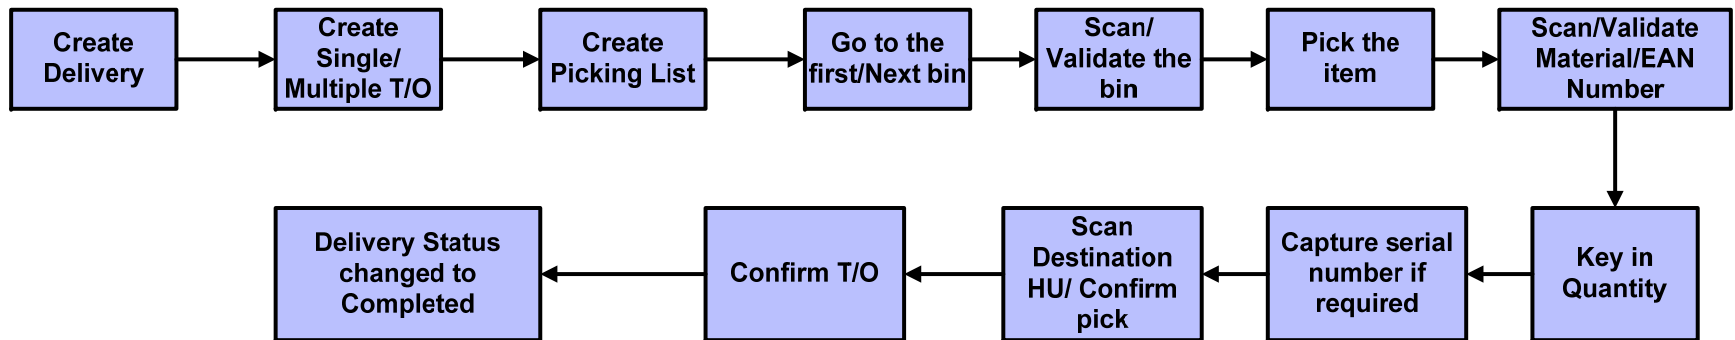 Create
Delivery
Create
Single/
Multiple T/O
Create
Picking List
Go to the
first/Next bin
Scan/
Validate the
bin
Pick the
item
Scan/Validate
Material/EAN
Number
Key in
Quantity
Capture serial
number if
required
Scan
Destination
HU/ Confirm
pick
Confirm T/O
Delivery Status
changed to
Completed